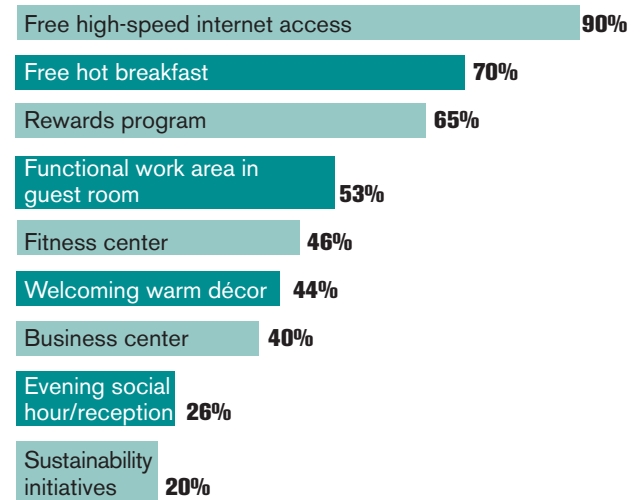 Free high-speed internet access 90%
Free hot breakfast 70%
Rewards program 65%
Functional work area in
guest room 53%
Fitness center 46%
Welcoming warm décor 44%
Business center 40%
Evening social
hour/reception 26%
Sustainability
initiatives 20%